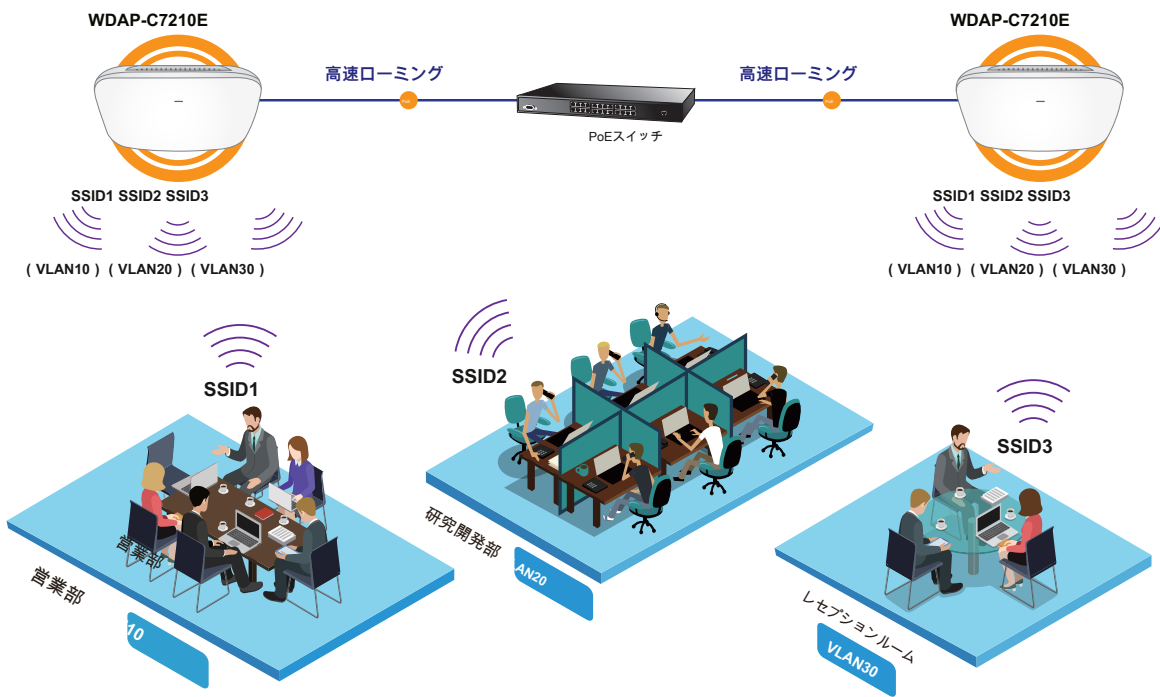 WDAP-C7210E
WDAP-C7210E
高速ローミング
高速ローミング
PoE
PoE
PoEスイッチ
SSID1 SSID2 SSID3
SSID1 SSID2 SSID3
( VLAN10 ) ( VLAN20 ) ( VLAN30 )
( VLAN10 ) ( VLAN20 ) ( VLAN30 )
SSID1
SSID2
SSID3
営業部
営業部
10
研究開発部
AN20
レセプションルーム
VLAN30